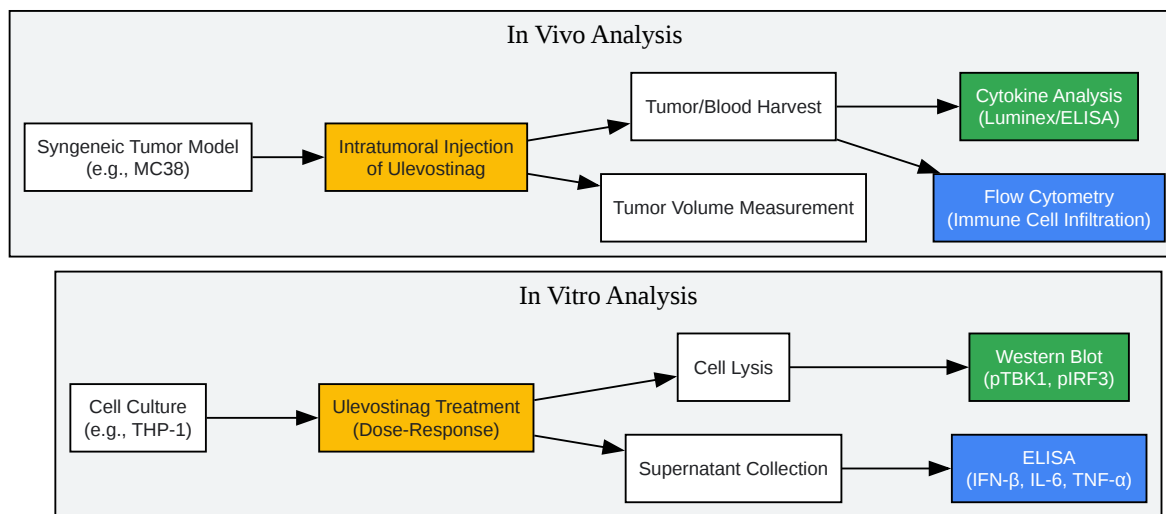 In Vivo Analysis
Syngeneic Tumor Model
(e.g., MC38)
Intratumoral Injection
of Ulevostinag
Tumor/Blood Harvest
Tumor Volume Measurement
Cytokine Analysis
(Luminex/ELISA)
Flow Cytometry
(Immune Cell Infiltration)
In Vitro Analysis
Cell Culture
(e.g., THP-1)
Ulevostinag Treatment
(Dose-Response)
Cell Lysis
Supernatant Collection
Western Blot
(pTBK1, pIRF3)
ELISA
(IFN-β, IL-6, TNF-α)